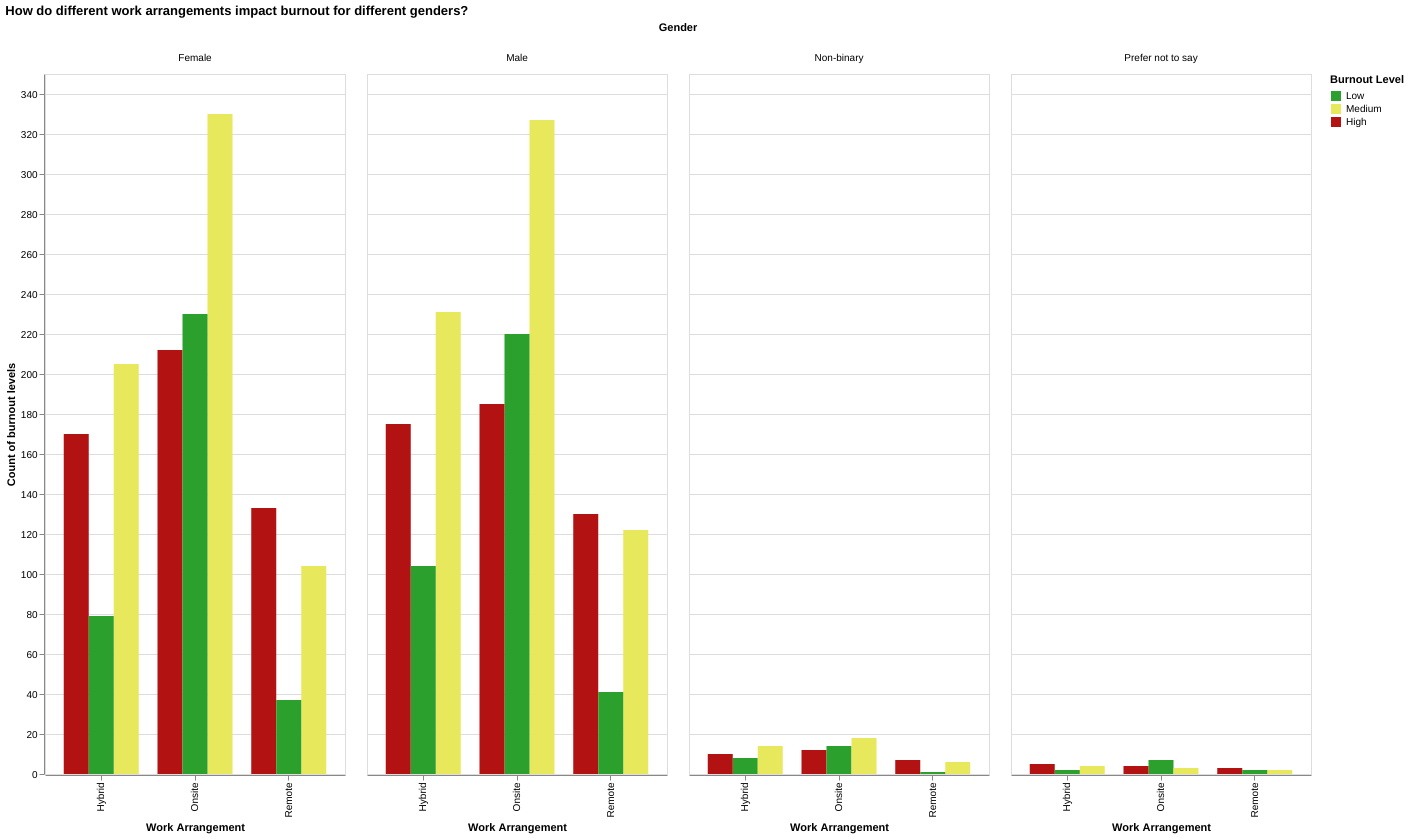 How do different work arrangements impact burnout for different genders?
Gender
Female Male Non-binary Prefer not to say
Burnout Level
Low
Medium
High
Count of burnout levels
340
320
300
280
260
240
220
200
180
160
140
120
100
80
60
40
20
0
Hybrid Onsite Remote Hybrid Onsite Remote Hybrid Onsite Remote Hybrid Onsite Remote
Work Arrangement Work Arrangement Work Arrangement Work Arrangement